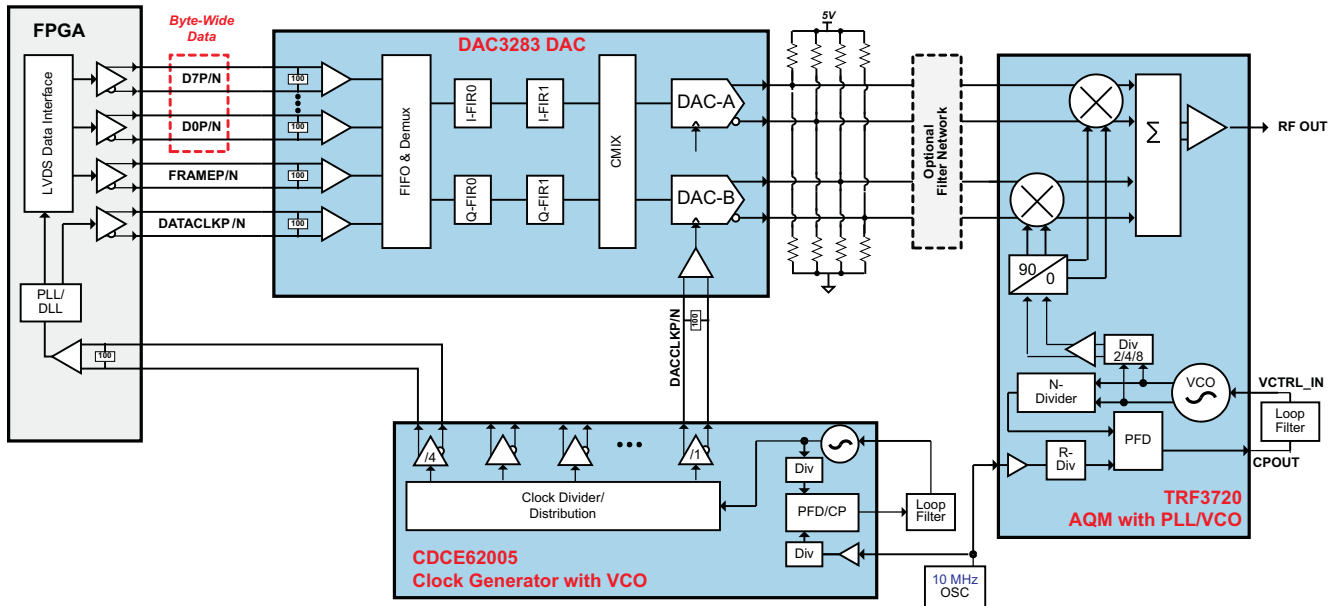 FPGA
Byte-Wide
Data
DAC3283 DAC
5V
LVDS Data Interface
D7P/N
100
D0P/N
100
FRAMEP/N
100
DATACLKP/N
100
FIFO & Demux
I-FIR0
I-FIR1
Q-FIR0
Q-FIR1
CMIX
DAC-A
DAC-B
Optional
Filter Network
Σ
RF OUT
90
0
PLL/
DLL
100
DACCLKP/N
100
Div
2/4/8
N-
Divider
VCO
VCTRL_IN
Loop
Filter
PFD
R-
Div
CPOUT
TRF3720
AQM with PLL/VCO
/4
/1
Clock Divider/
Distribution
Div
PFD/CP
Loop
Filter
Div
CDCE62005
Clock Generator with VCO
10 MHz
OSC